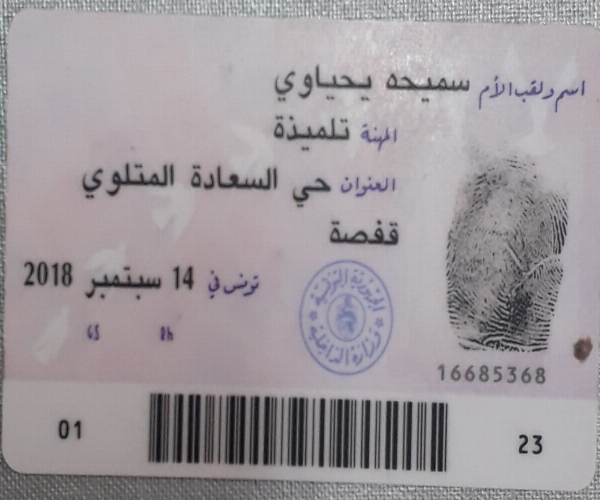 اسم و لقب الأم سميحه يحياوي
المهنة تلميذة
العنوان حي السعادة المتلوي
قفصة
تونس في 14 سبتمبر 2018
الجمهورية التونسية
وزارة الداخلية
16685368
01
23